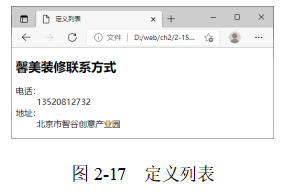 定义列表
文件
D:/web/ch2/2-15...
馨美装修联系方式
电话：
13520812732
地址：
北京市智谷创意产业园
图 2-17 定义列表